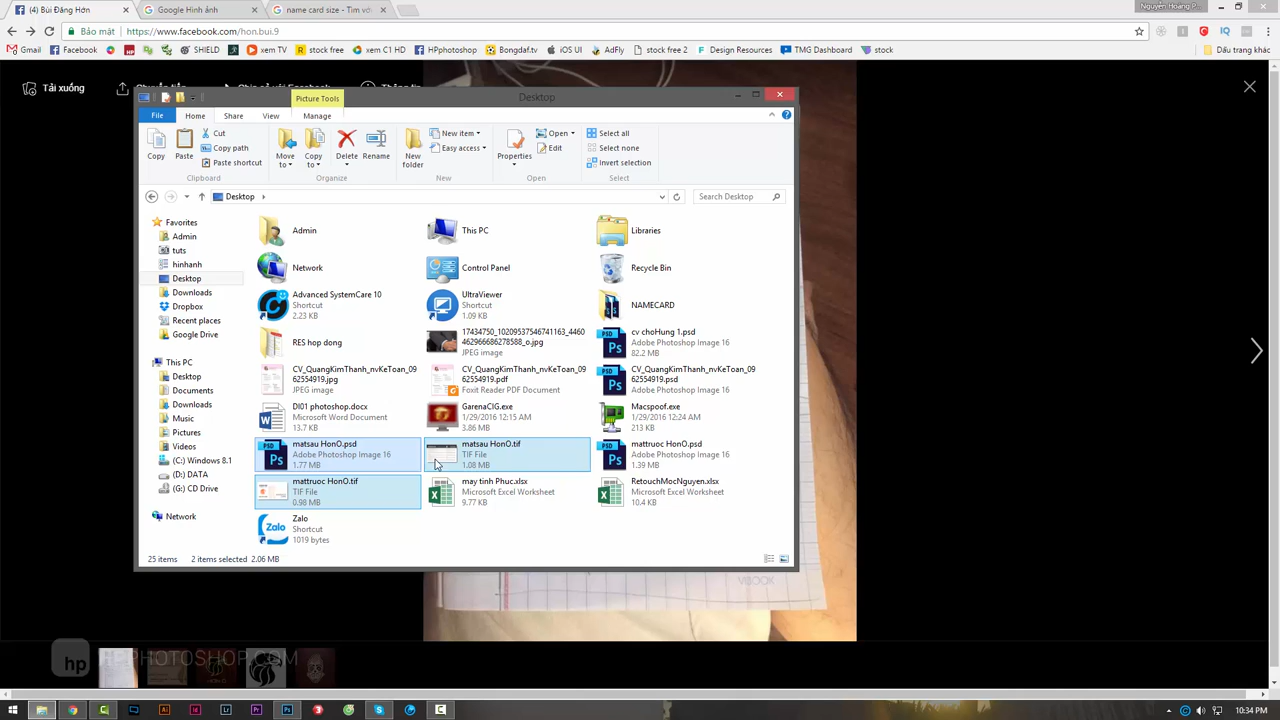 (4) Bùi Đăng Hớn
Google Hình ảnh
name card size - Tìm vớ
Nguyễn Hoàng P...
Bảo mật
https://www.facebook.com/hon.bui.9
Gmail
Facebook
SHIELD
xem TV
stock free
xem C1 HD
HPphotoshop
Bongdaf.tv
iOS UI
AdFly
stock free 2
Design Resources
TMG Dashboard
stock
Dấu trang khác
Tải xuống
Picture Tools
Desktop
File
Home
Share
View
Manage
Copy
Paste
Cut
Copy path
Paste shortcut
Clipboard
Move to
Copy to
Delete
Rename
Organize
New folder
New item
Easy access
New
Properties
Open
Edit
Open
Select all
Select none
Invert selection
Select
Desktop
Search Desktop
Favorites
Admin
tuts
hinhanh
Desktop
Downloads
Dropbox
Recent places
Google Drive
This PC
Desktop
Documents
Downloads
Music
Pictures
Videos
(C:) Windows 8.1
(D:) DATA
(G:) CD Drive
Network
Admin
This PC
Libraries
Network
Control Panel
Recycle Bin
Advanced SystemCare 10
Shortcut
2.23 KB
UltraViewer
Shortcut
1.09 KB
NAMECARD
RES hop dong
17434750_10209537546741163_4460
462966686278588_o.jpg
JPEG image
cv choHung 1.psd
Adobe Photoshop Image 16
82.2 MB
CV_QuangKimThanh_nvKeToan_09
62554919.jpg
JPEG image
CV_QuangKimThanh_nvKeToan_09
62554919.pdf
Foxit Reader PDF Document
CV_QuangKimThanh_nvKeToan_09
62554919.psd
Adobe Photoshop Image 16
DI01 photoshop.docx
Microsoft Word Document
13.7 KB
GarenaCIG.exe
1/29/2016 12:15 AM
3.86 MB
Macspoof.exe
1/29/2016 12:24 AM
213 KB
matsau HonO.psd
Adobe Photoshop Image 16
1.77 MB
matsau HonO.tif
TIF File
1.08 MB
mattruoc HonO.psd
Adobe Photoshop Image 16
1.39 MB
mattruoc HonO.tif
TIF File
0.98 MB
may tinh Phuc.xlsx
Microsoft Excel Worksheet
9.77 KB
RetouchMocNguyen.xlsx
Microsoft Excel Worksheet
10.4 KB
Zalo
Shortcut
1019 bytes
25 items
2 items selected 2.06 MB
VIBOOK
hp
HPPHOTOSHOP.COM
10:34 PM